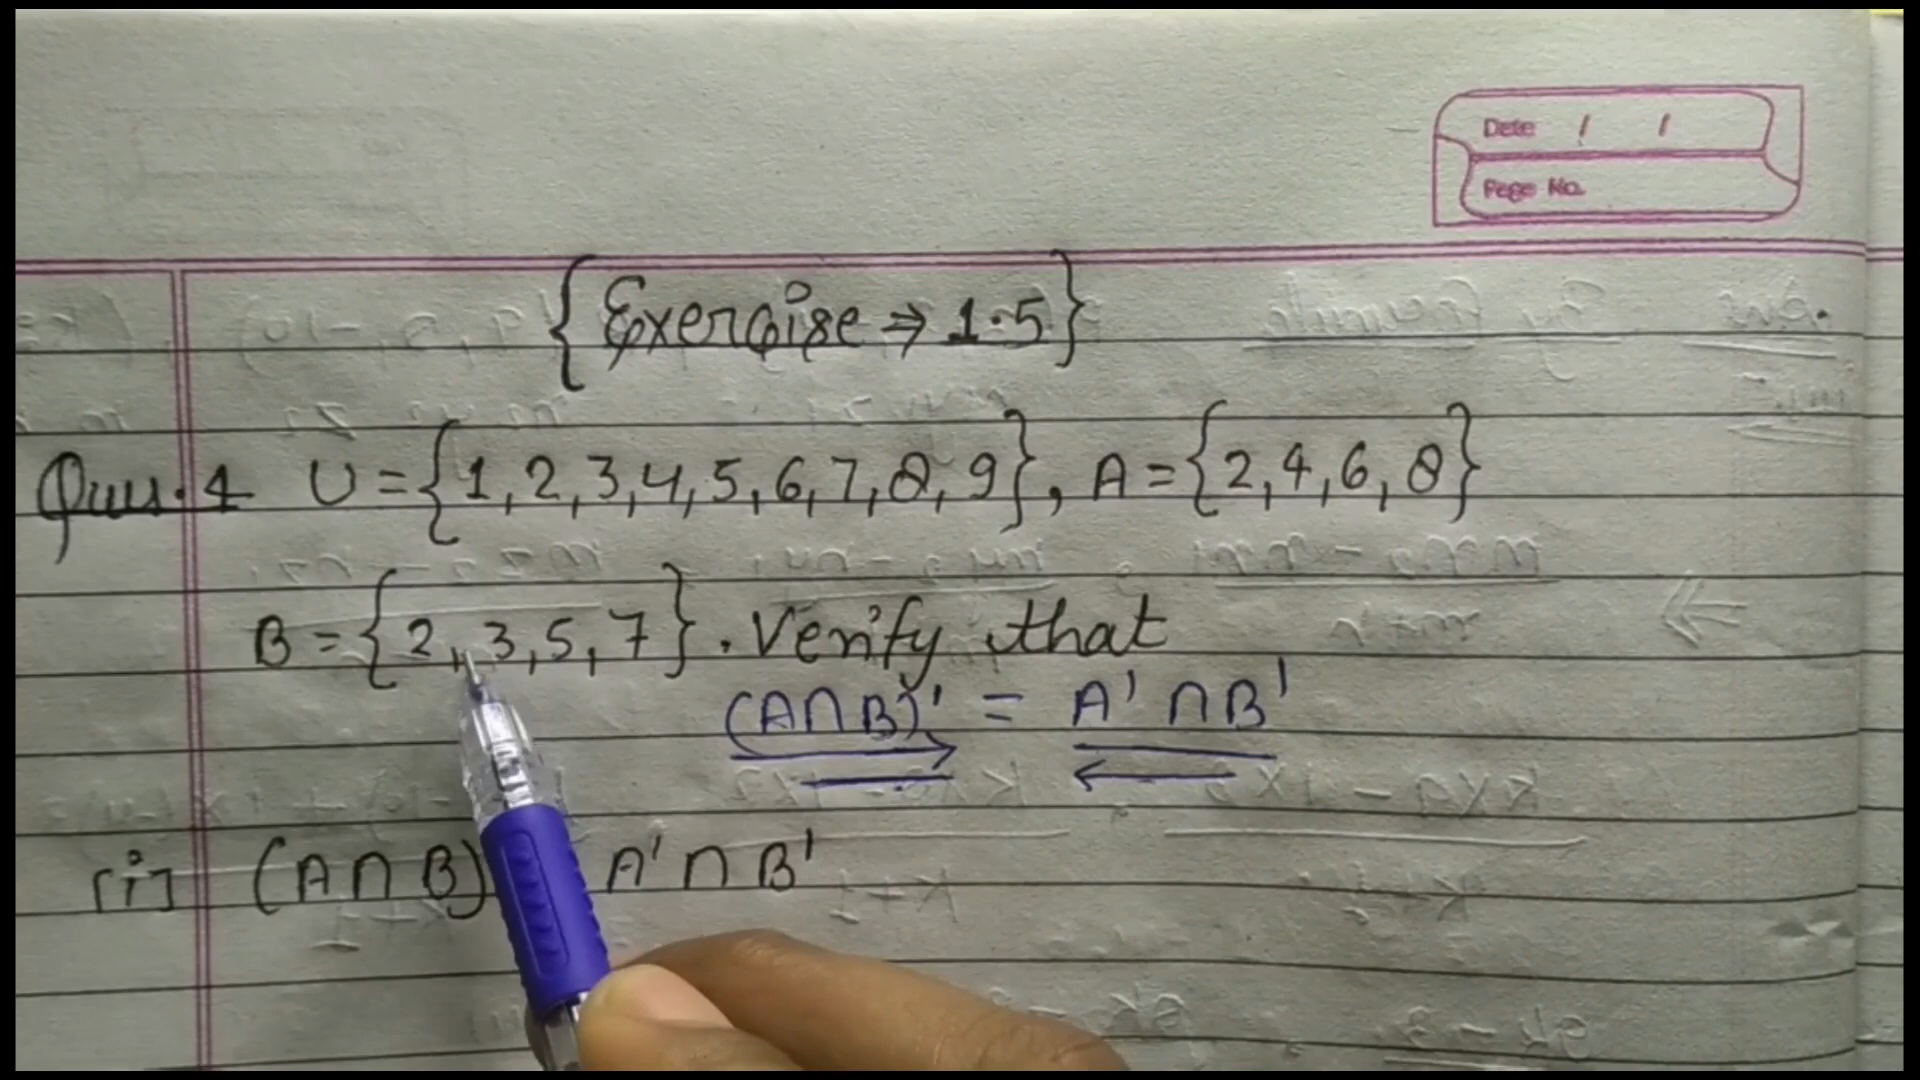 Date / /
Page No.
{Exercise ⇒ 1.5}
Ques.4 U = {1,2,3,4,5,6,7,8,9}, A = {2,4,6,8}
B = {2,3,5,7}. Verify that
(A∩B)' = A' ∩ B'
[i] (A∩B) A' ∩ B'